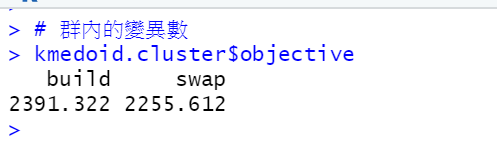 > # 群內的變異數
> kmedoid.cluster$objective
build swap
2391.322 2255.612
>